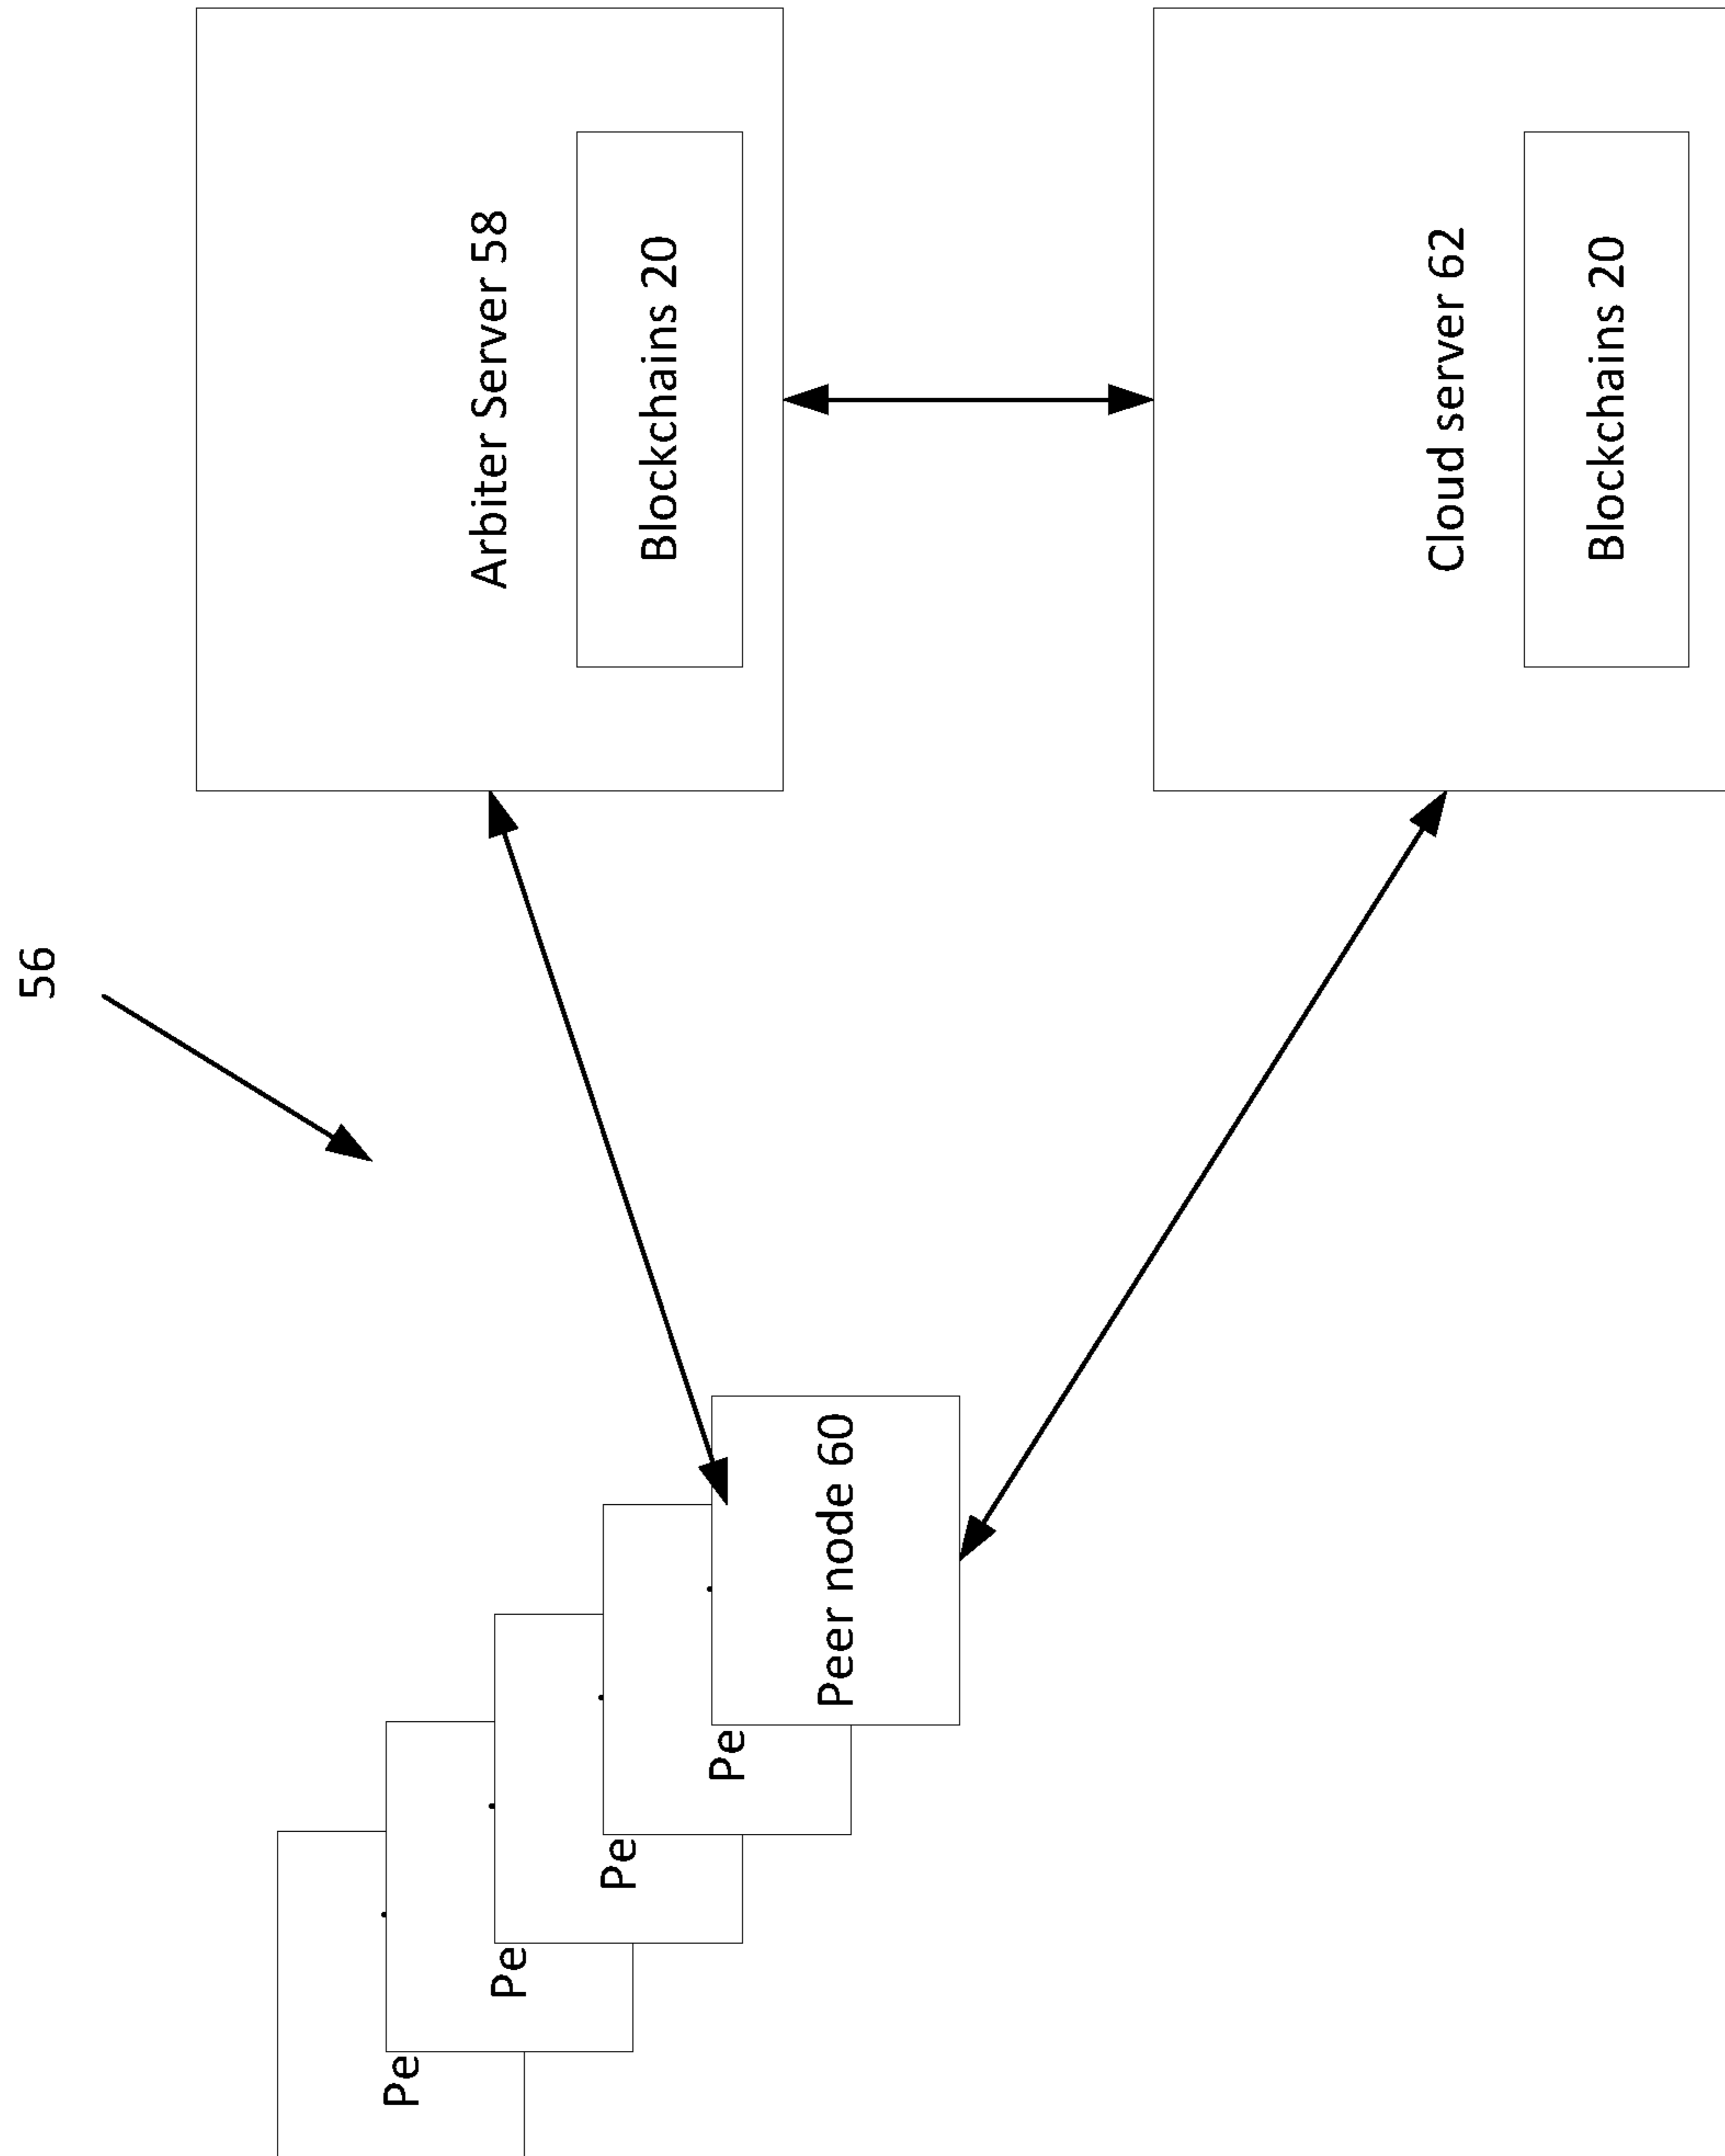 56
Pe
Pe
Pe
Pe
Peer node 60
Arbiter Server 58
Blockchains 20
Cloud server 62
Blockchains 20